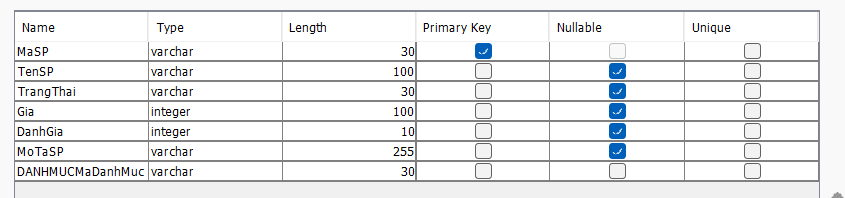 Name Type Length Primary Key Nullable Unique
MaSP varchar 30
TenSP varchar 100
TrangThai varchar 30
Gia integer 100
DanhGia integer 10
MoTaSP varchar 255
DANHMUCMaDanhMuc varchar 30